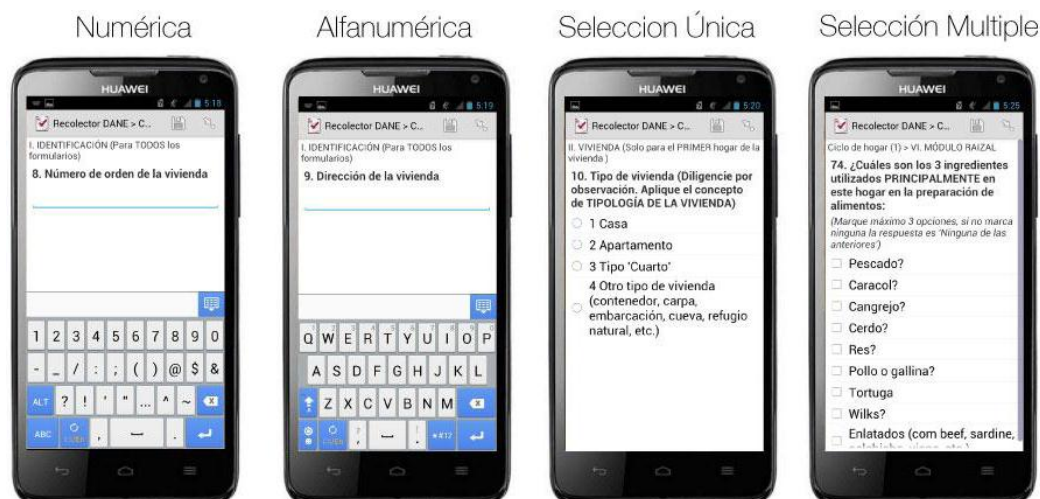 Numérica
Alfanumérica
Seleccion Única
Selección Multiple
HUAWEI
5:18
Recolector DANE > C...
I. IDENTIFICACIÓN (Para TODOS los
formularios)
8. Número de orden de la vivienda
1 2 3 4 5 6 7 8 9 0
- _ / : ; ( ) @ $ &
ALT ? ! ' " ... ^ ~
ABC , .
HUAWEI
5:19
Recolector DANE > C...
I. IDENTIFICACIÓN (Para TODOS los
formularios)
9. Dirección de la vivienda
Q W E R T Y U I O P
A S D F G H J K L
Z X C V B N M
*#12
HUAWEI
5:20
Recolector DANE > C...
II. VIVIENDA (Solo para el PRIMER hogar de la
vivienda )
10. Tipo de vivienda (Diligencie por
observación. Aplique el concepto
de TIPOLOGÍA DE LA VIVIENDA)
1 Casa
2 Apartamento
3 Tipo 'Cuarto'
4 Otro tipo de vivienda
(contenedor, carpa,
embarcación, cueva, refugio
natural, etc.)
HUAWEI
5:25
Recolector DANE > C...
Ciclo de hogar (1) > VI. MÓDULO RAIZAL
74. ¿Cuáles son los 3 ingredientes
utilizados PRINCIPALMENTE en
este hogar en la preparación de
alimentos:
(Marque máximo 3 opciones, si no marca
ninguna la respuesta es 'Ninguna de las
anteriores')
Pescado?
Caracol?
Cangrejo?
Cerdo?
Res?
Pollo o gallina?
Tortuga
Wilks?
Enlatados (com beef, sardine,